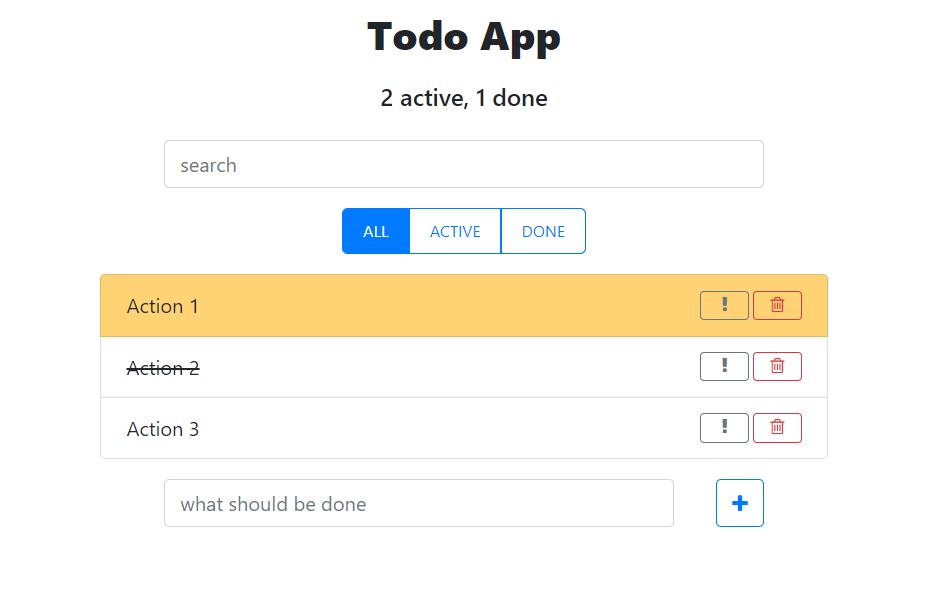 Todo App
2 active, 1 done
search
ALL ACTIVE DONE
Action 1 !
Action 2 !
Action 3 !
what should be done +